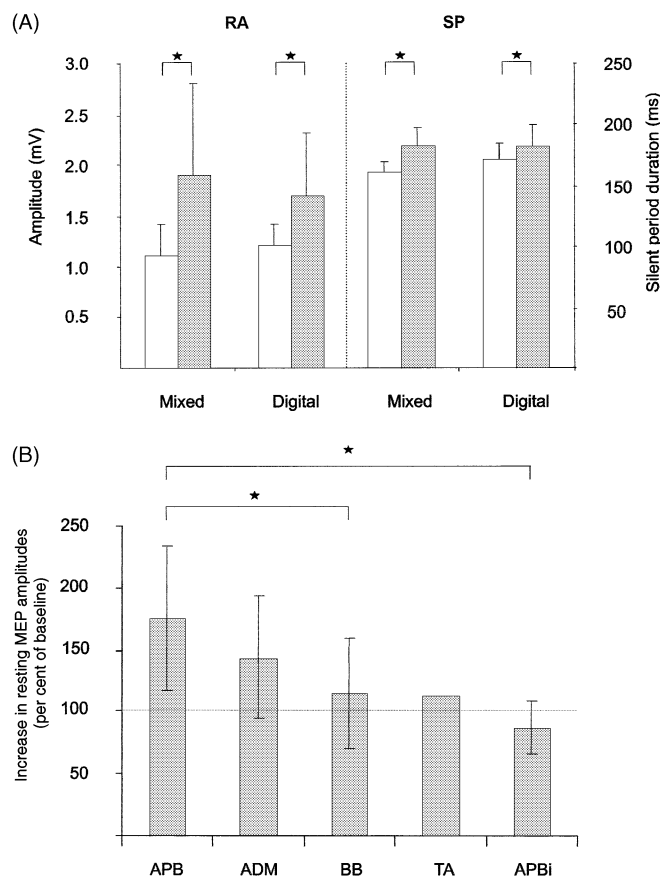 (A)
RA SP
Amplitude (mV)
3.0
2.5
2.0
1.5
1.0
0.5
250
200
150
100
50
Silent period duration (ms)
Mixed Digital Mixed Digital
(B)
Increase in resting MEP amplitudes
(per cent of baseline)
250
200
150
100
50
APB ADM BB TA APBi